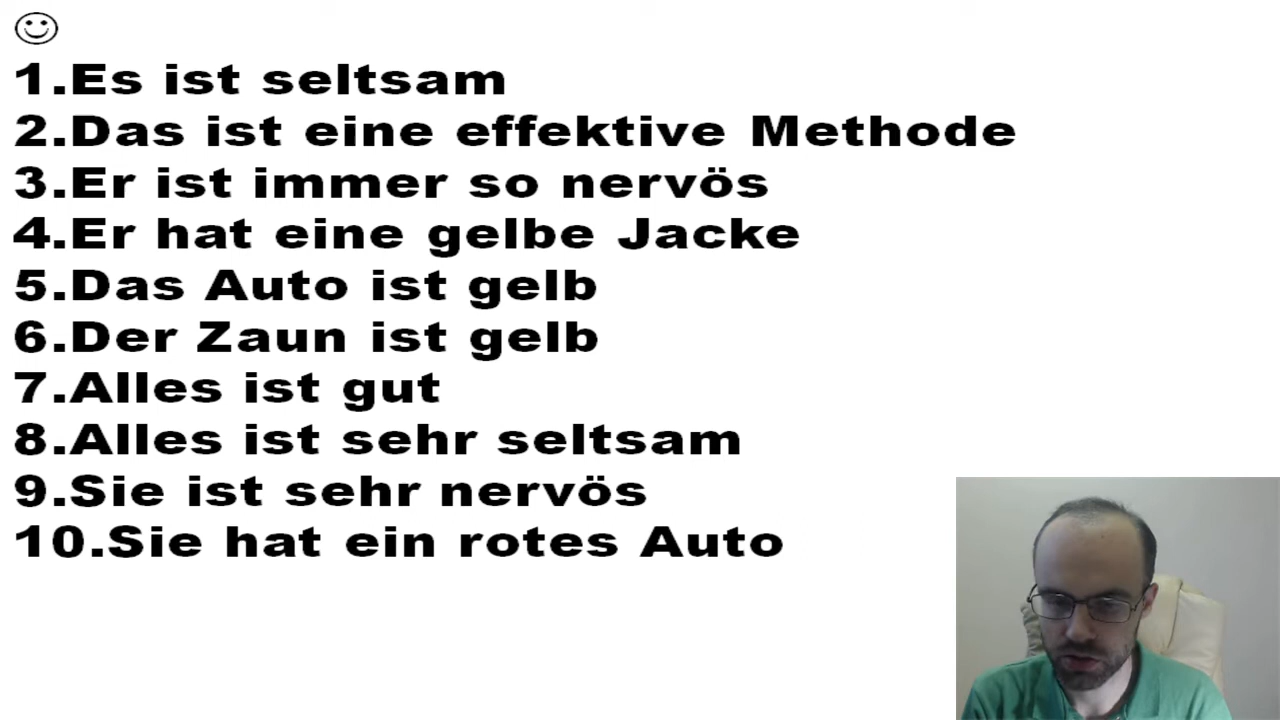 1.Es ist seltsam
2.Das ist eine effektive Methode
3.Er ist immer so nervös
4.Er hat eine gelbe Jacke
5.Das Auto ist gelb
6.Der Zaun ist gelb
7.Alles ist gut
8.Alles ist sehr seltsam
9.Sie ist sehr nervös
10.Sie hat ein rotes Auto